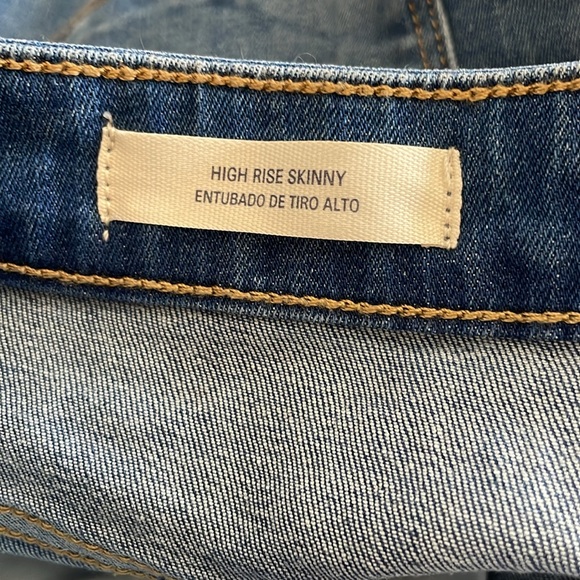 HIGH RISE SKINNY
ENTUBADO DE TIRO ALTO